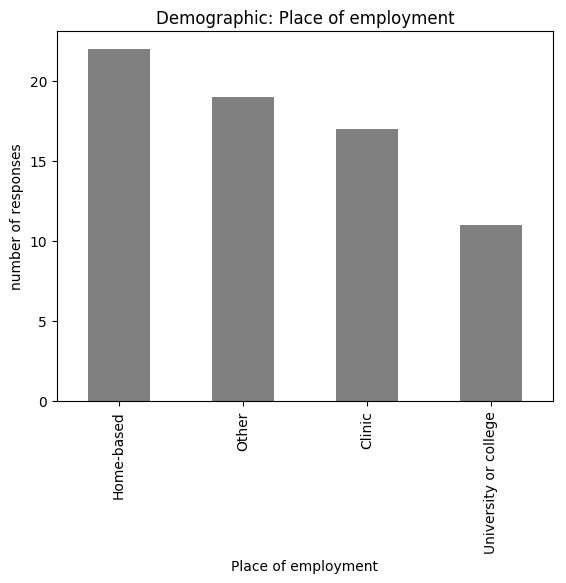 Demographic: Place of employment
number of responses
20
15
10
5
0
Home-based
Other
Clinic
University or college
Place of employment